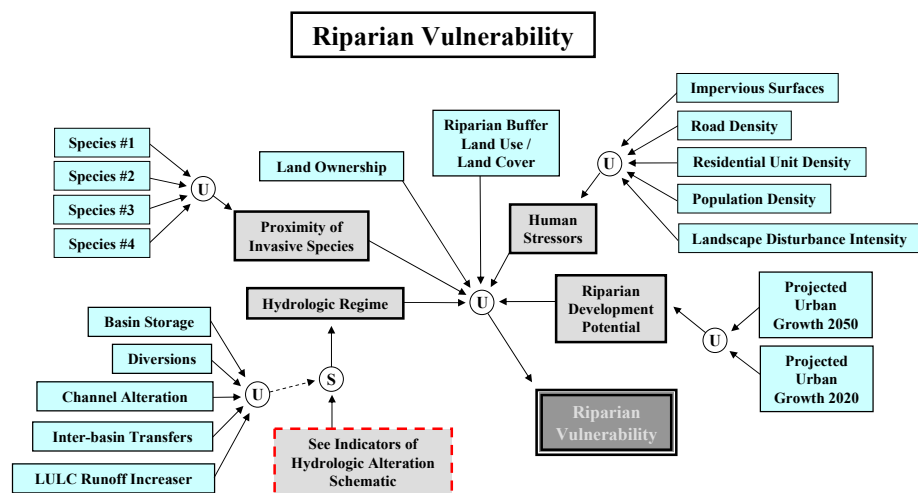 Riparian Vulnerability
Impervious Surfaces
Road Density
Residential Unit Density
Population Density
Landscape Disturbance Intensity
U
Human
Stressors
Riparian Buffer
Land Use /
Land Cover
Land Ownership
Species #1
Species #2
Species #3
Species #4
U
Proximity of
Invasive Species
Hydrologic Regime
U
Riparian
Development
Potential
U
Projected
Urban
Growth 2050
Projected
Urban
Growth 2020
Basin Storage
Diversions
Channel Alteration
Inter-basin Transfers
LULC Runoff Increaser
U
S
See Indicators of
Hydrologic Alteration
Schematic
Riparian
Vulnerability